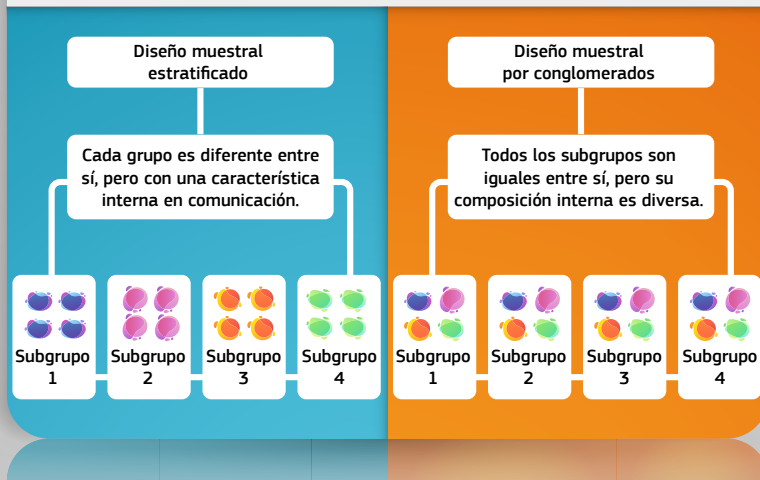 Diseño muestral
estratificado
Cada grupo es diferente entre
sí, pero con una característica
interna en comunicación.
Subgrupo
1
Subgrupo
2
Subgrupo
3
Subgrupo
4
Diseño muestral
por conglomerados
Todos los subgrupos son
iguales entre sí, pero su
composición interna es diversa.
Subgrupo
1
Subgrupo
2
Subgrupo
3
Subgrupo
4